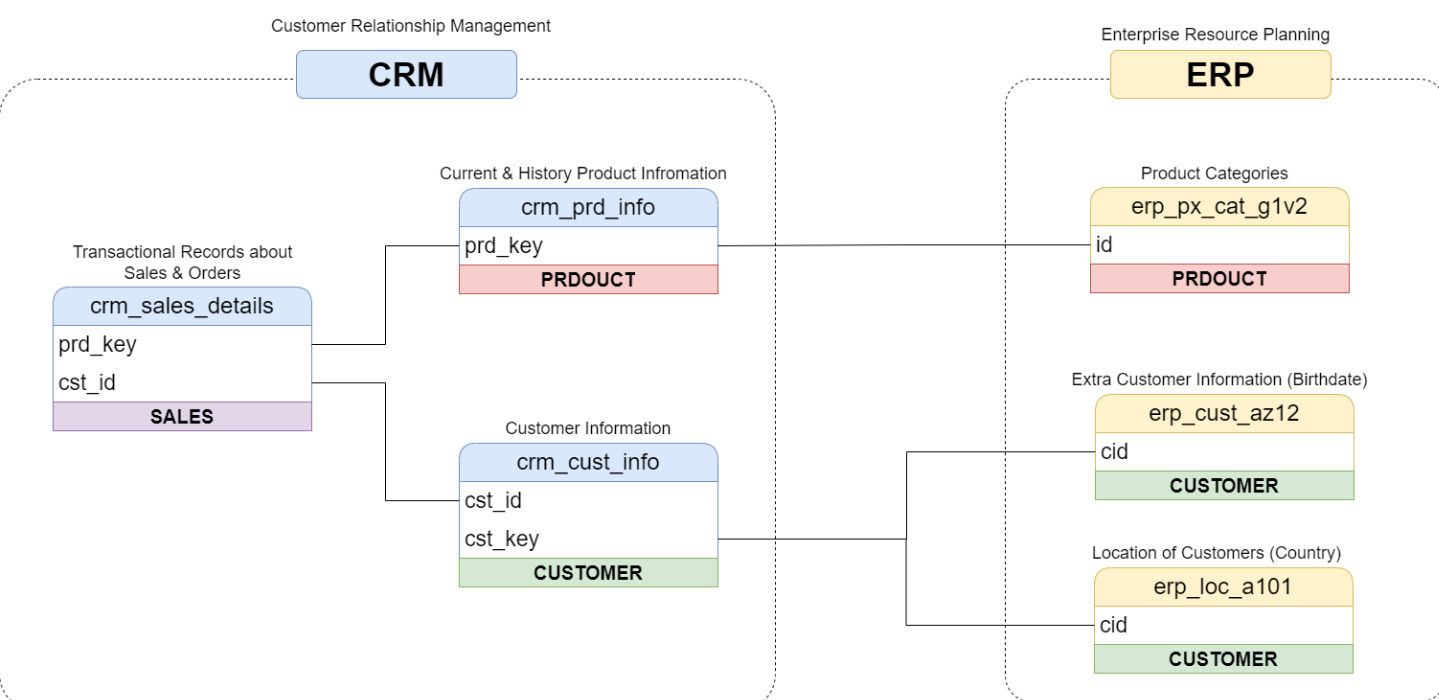 Customer Relationship Management
CRM
Current & History Product Infromation
crm_prd_info
prd_key
PRDOUCT
Transactional Records about
Sales & Orders
crm_sales_details
prd_key
cst_id
SALES
Customer Information
crm_cust_info
cst_id
cst_key
CUSTOMER
Enterprise Resource Planning
ERP
Product Categories
erp_px_cat_g1v2
id
PRDOUCT
Extra Customer Information (Birthdate)
erp_cust_az12
cid
CUSTOMER
Location of Customers (Country)
erp_loc_a101
cid
CUSTOMER